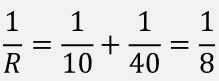 1/R = 1/10 + 1/40 = 1/8